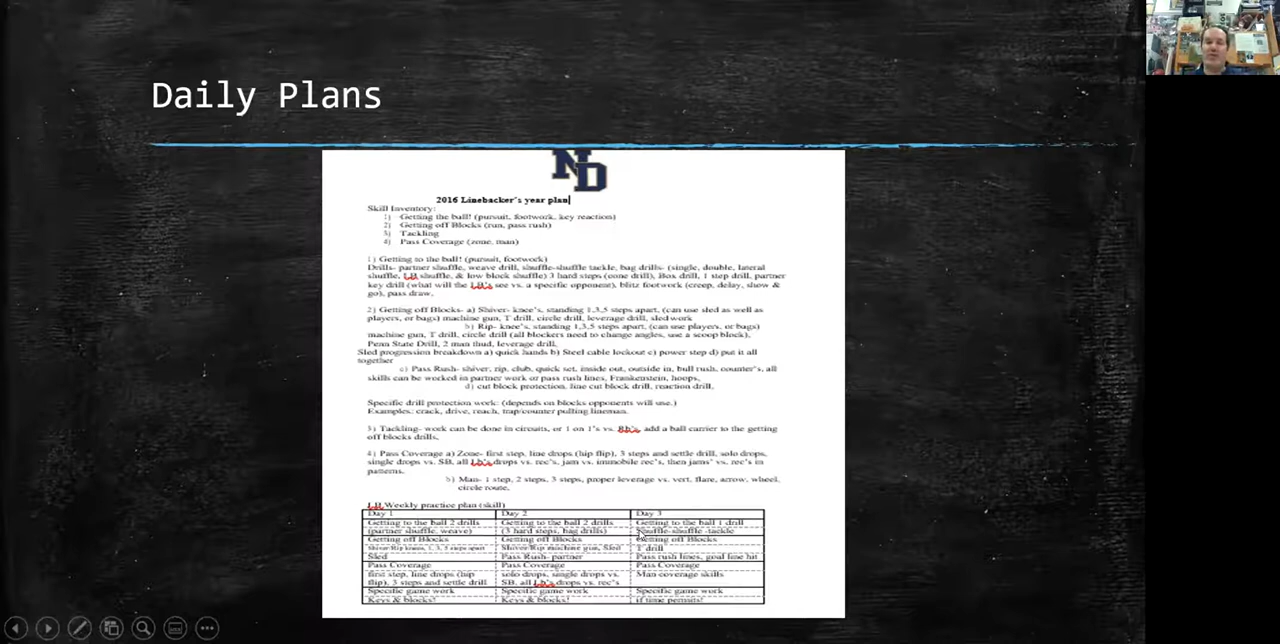 Daily Plans
ND
2016 Linebacker's year plan
Skill Inventory:
1) Getting the ball! (pursuit, footwork, key reaction)
2) Getting off Blocks (run, pass rush)
3) Tackling
4) Pass Coverage (zone, man)
1) Getting to the ball! (pursuit, footwork)
Drills- partner shuffle, weave drill, shuffle-shuffle tackle, bag drills- (single, double, lateral
shuffle, LB shuffle, & low block shuffle) 3 hard steps (cone drill), Box drill, 1 step drill, partner
key drill (what will the LB's see vs. a specific opponent), blitz footwork (creep, delay, show &
go), pass draw,
2) Getting off Blocks- a) Shiver- knee's, standing 1,3,5 steps apart, (can use sled as well as
players, or bags) machine gun, T drill, circle drill, leverage drill, sled work
b) Rip- knee's, standing 1,3,5 steps apart, (can use players, or bags)
machine gun, T drill, circle drill (all blockers need to change angles, use a scoop block),
Penn State Drill, 2 man thud, leverage drill,
Sled progression breakdown a) quick hands b) Steel cable lockout c) power step d) put it all
together
c) Pass Rush- shiver, rip, club, quick set, inside out, outside in, bull rush, counter's, all
skills can be worked in partner work or pass rush lines, Frankenstein, hoops,
d) cut block protection, line cut block drill, reaction drill,
Specific drill protection work: (depends on blocks opponents will use.)
Examples: crack, drive, reach, trap/counter pulling lineman.
3) Tackling- work can be done in circuits, or 1 on 1's vs. Rb's, add a ball carrier to the getting
off blocks drills.
4) Pass Coverage a) Zone- first step, line drops (hip flip), 3 steps and settle drill, solo drops,
single drops vs. SB, all Lb's drops vs. rec's, jam vs. immobile rec's, then jams' vs. rec's in
patterns.
b) Man- 1 step, 2 steps, 3 steps, proper leverage vs. vert, flare, arrow, wheel,
circle route.
LB Weekly practice plan (skill)
Day 1 Day 2 Day 3
Getting to the ball 2 drills Getting to the ball 2 drills Getting to the ball 1 drill
(partner shuffle, weave) (3 hard steps, bag drills) Shuffle-shuffle -tackle
Getting off Blocks Getting off Blocks Getting off Blocks
Shiver/Rip knees, 1, 3, 5 steps apart Shiver/Rip machine gun, Sled T drill
Sled Pass Rush- partner Pass rush lines, goal line hit
Pass Coverage Pass Coverage Pass Coverage
first step, line drops (hip solo drops, single drops vs. Man coverage skills
flip), 3 steps and settle drill SB, all Lb's drops vs. rec's
Specific game work Specific game work Specific game work
Keys & blocks! Keys & blocks! if time permits!